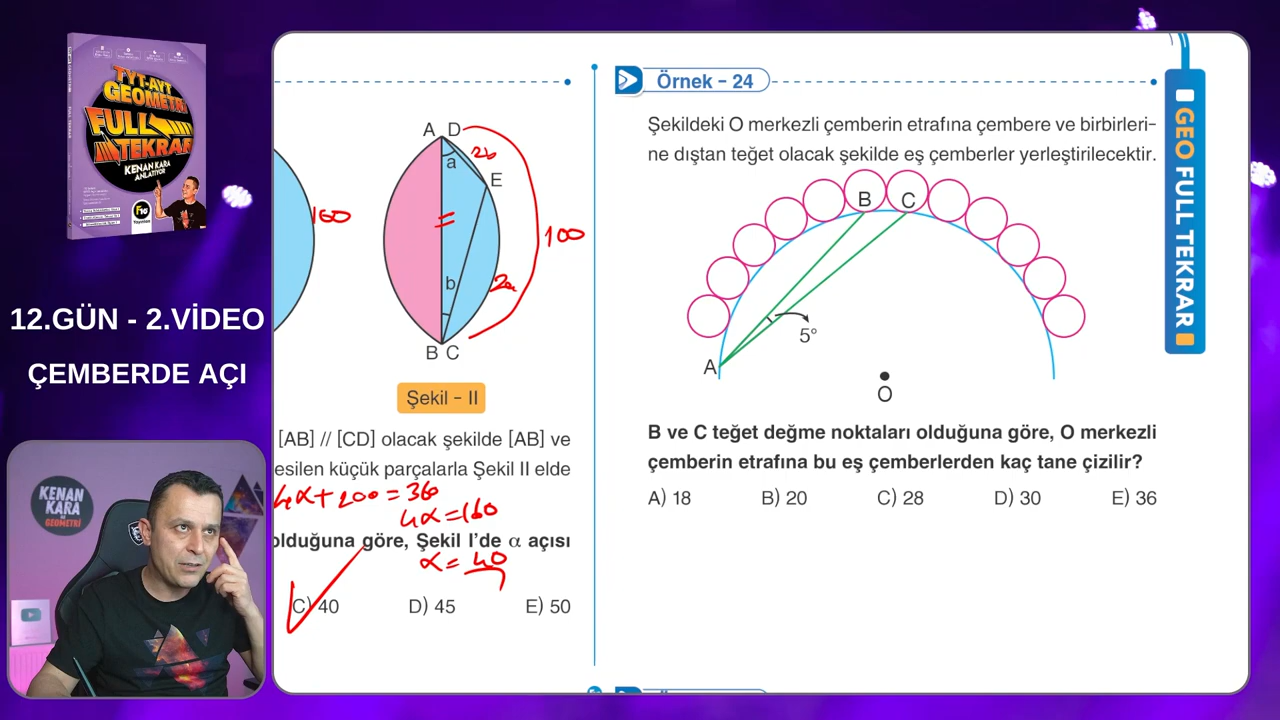 TYT-AYT
GEOMETRİ
FULL
TEKRAR
KENAN KARA
ANLATIYOR
12.GÜN - 2.VİDEO
ÇEMBERDE AÇI
KENAN
KARA
ile
GEOMETRİ
160
A D
2b
a
E
=
100
b
2a
B C
Şekil – II
[AB] // [CD] olacak şekilde [AB] ve
esilen küçük parçalarla Şekil II elde
4α+200=360
4α=160
olduğuna göre, Şekil I'de α açısı
α=40
C) 40 D) 45 E) 50
Örnek – 24
Şekildeki O merkezli çemberin etrafına çembere ve birbirleri-
ne dıştan teğet olacak şekilde eş çemberler yerleştirilecektir.
B C
5°
A
O
B ve C teğet değme noktaları olduğuna göre, O merkezli
çemberin etrafına bu eş çemberlerden kaç tane çizilir?
A) 18 B) 20 C) 28 D) 30 E) 36
GEO FULL TEKRAR